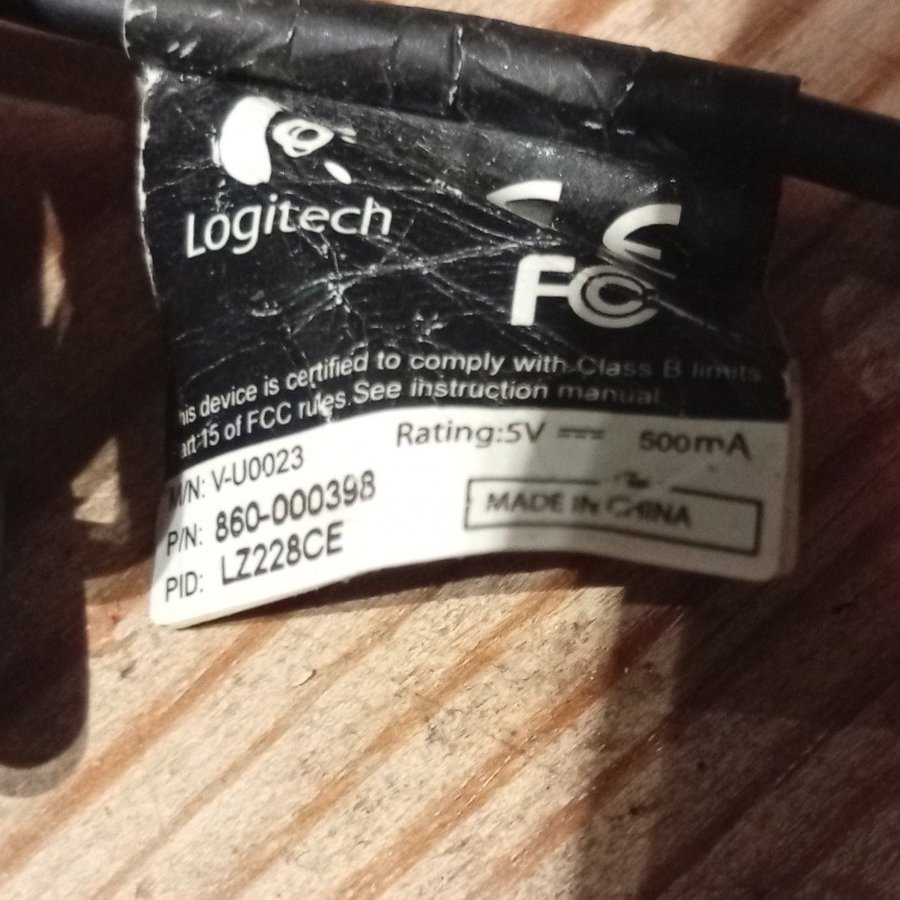 Logitech
CE
FC
his device is certified to comply with Class B limits
art 15 of FCC rules.See instruction manual.
M/N: V-U0023
Rating:5V 500mA
P/N: 860-000398
MADE IN CHINA
PID: LZ228CE